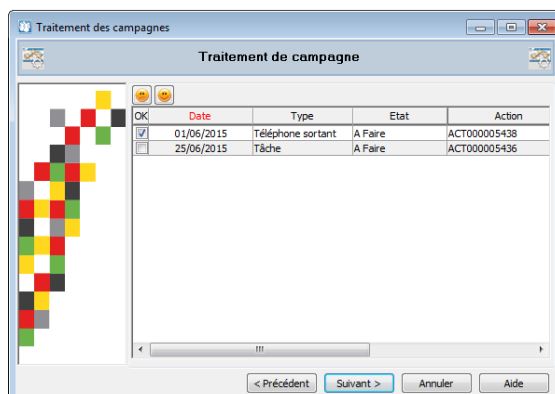 Traitement des campagnes
Traitement de campagne
OK Date Type Etat Action
01/06/2015 Téléphone sortant A Faire ACT000005438
25/06/2015 Tâche A Faire ACT000005436
< Précédent Suivant > Annuler Aide